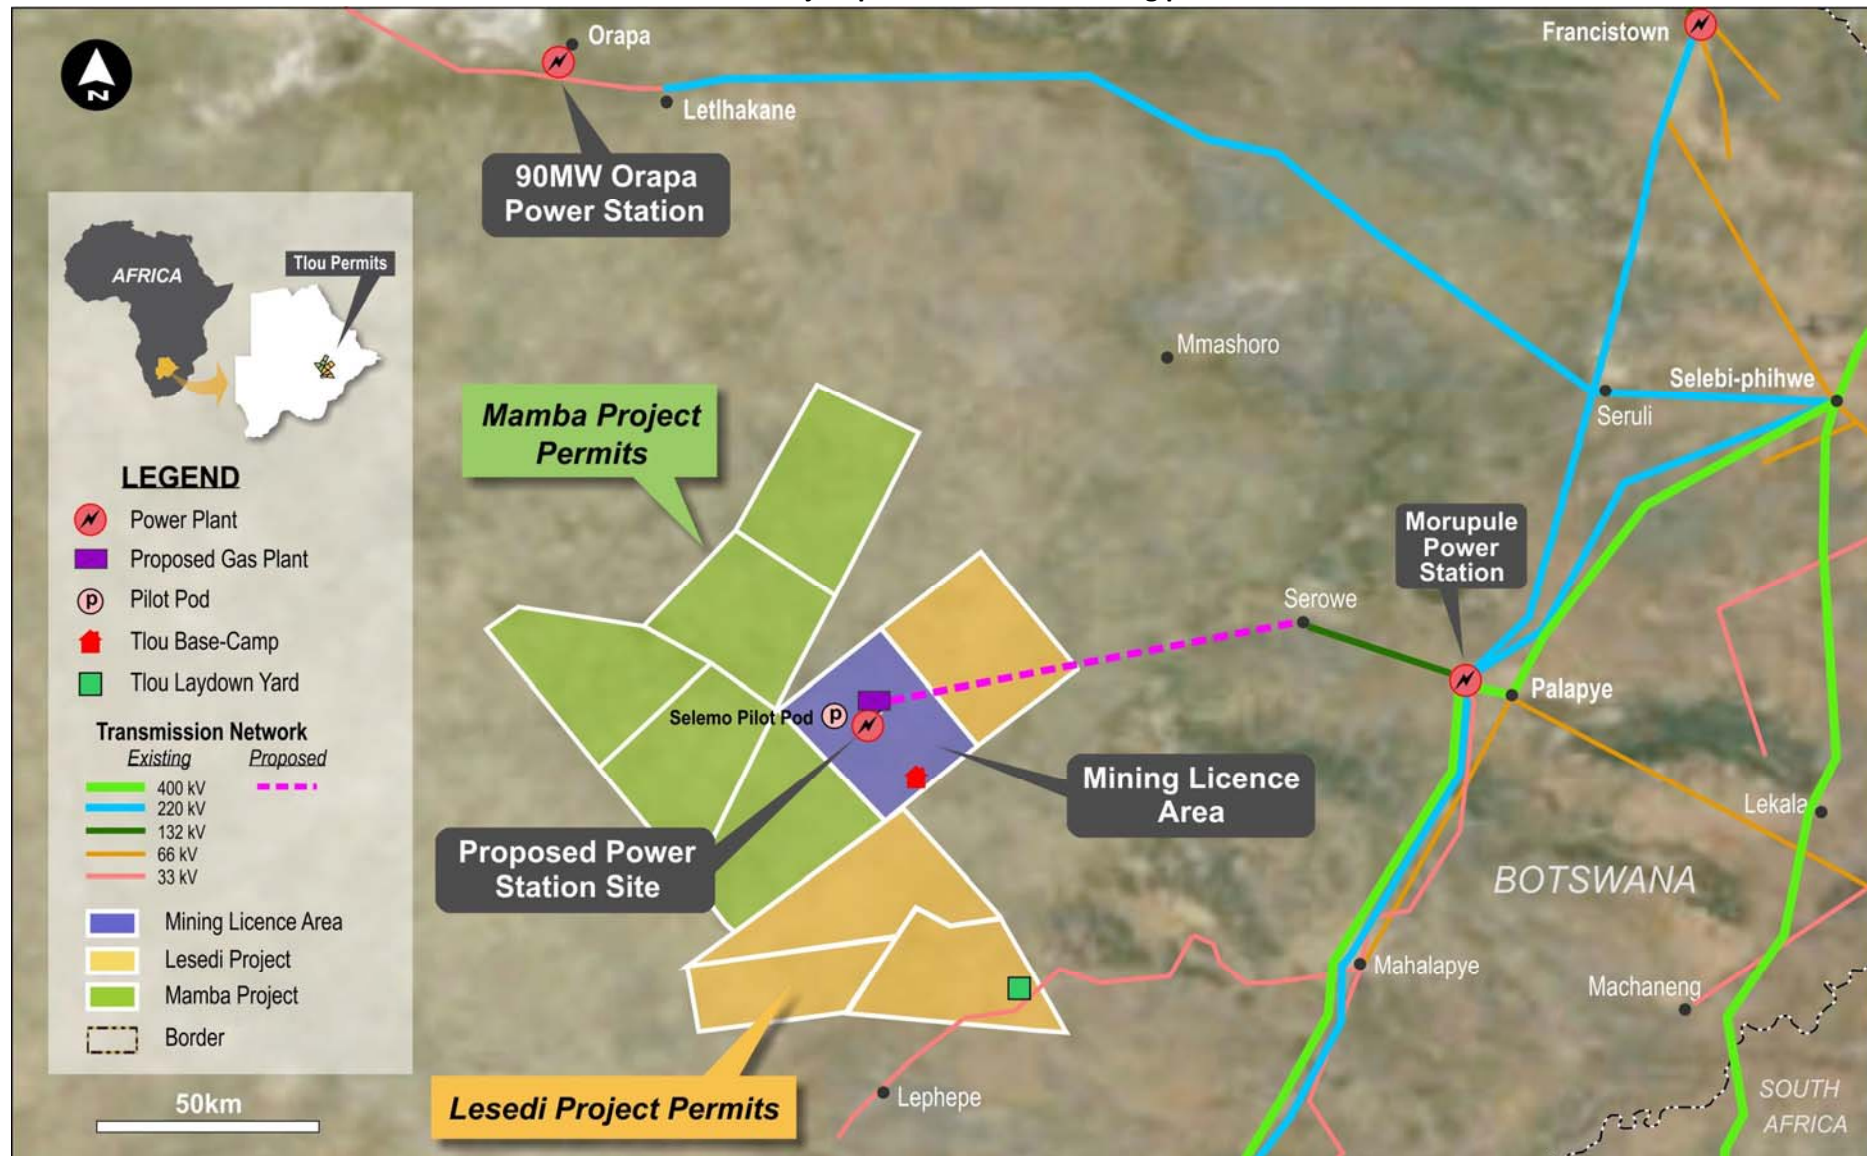 Orapa
Francistown
Letlhakane
N
90MW Orapa
Power Station
AFRICA
Tlou Permits
Mmashoro
Selebi-phihwe
Seruli
Mamba Project
Permits
LEGEND
Power Plant
Proposed Gas Plant
p
Pilot Pod
Tlou Base-Camp
Tlou Laydown Yard
Transmission Network
Existing
Proposed
400 kV
220 kV
132 kV
66 kV
33 kV
Mining Licence Area
Lesedi Project
Mamba Project
Border
50km
Morupule
Power
Station
Serowe
Palapye
Selemo Pilot Pod
p
Mining Licence
Area
Lekala
Proposed Power
Station Site
BOTSWANA
Mahalapye
Machaneng
Lephepe
Lesedi Project Permits
SOUTH
AFRICA